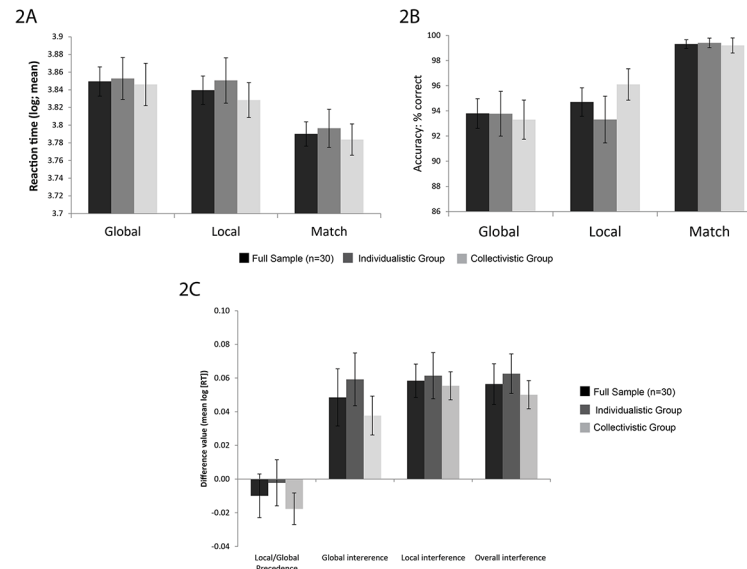 2A
Reaction time (log; mean)
3.9
3.88
3.86
3.84
3.82
3.8
3.78
3.76
3.74
3.72
3.7
Global Local Match
2B
Accuracy: % correct
100
98
96
94
92
90
88
86
Global Local Match
Full Sample (n=30) Individualistic Group Collectivistic Group
2C
Difference value (mean log [RT])
0.10
0.08
0.06
0.04
0.02
0.00
-0.02
-0.04
Local/Global
Precedence
Global intererence Local interference Overall interference
Full Sample (n=30)
Individualistic Group
Collectivistic Group